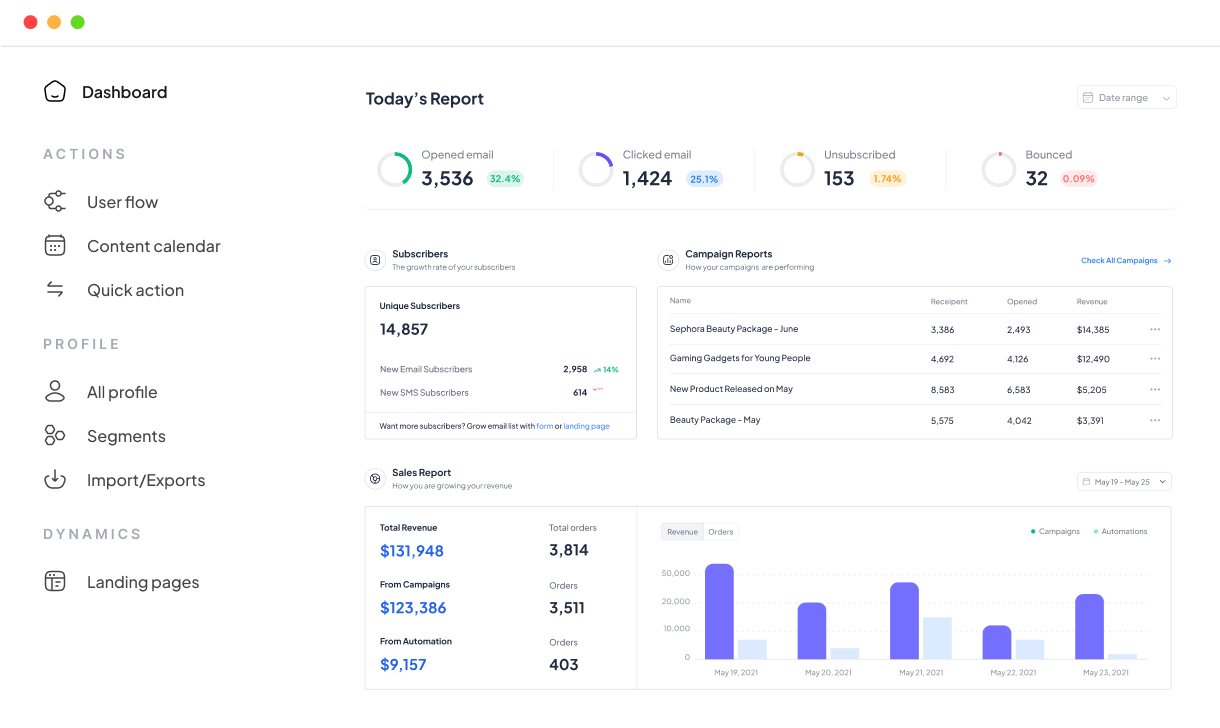 Dashboard
ACTIONS
User flow
Content calendar
Quick action
PROFILE
All profile
Segments
Import/Exports
DYNAMICS
Landing pages
Today's Report
Date range
Opened email
3,536 32.4%
Clicked email
1,424 25.1%
Unsubscribed
153 1.74%
Bounced
32 0.09%
Subscribers
The growth rate of your subscribers
Unique Subscribers
14,857
New Email Subscribers 2,958 14%
New SMS Subscribers 614
Want more subscribers? Grow email list with form or landing page
Campaign Reports
How your campaigns are performing
Check All Campaigns →
Name Receipent Opened Revenue
Sephora Beauty Package - June 3,386 2,493 $14,385
Gaming Gadgets for Young People 4,692 4,126 $12,490
New Product Released on May 8,583 6,583 $5,205
Beauty Package - May 5,575 4,042 $3,391
Sales Report
How you are growing your revenue
May 19 - May 25
Total Revenue Total orders
$131,948 3,814
From Campaigns Orders
$123,386 3,511
From Automation Orders
$9,157 403
Revenue Orders
Campaigns Automations
50,000
20,000
10,000
0
May 19, 2021 May 20, 2021 May 21, 2021 May 22, 2021 May 23, 2021